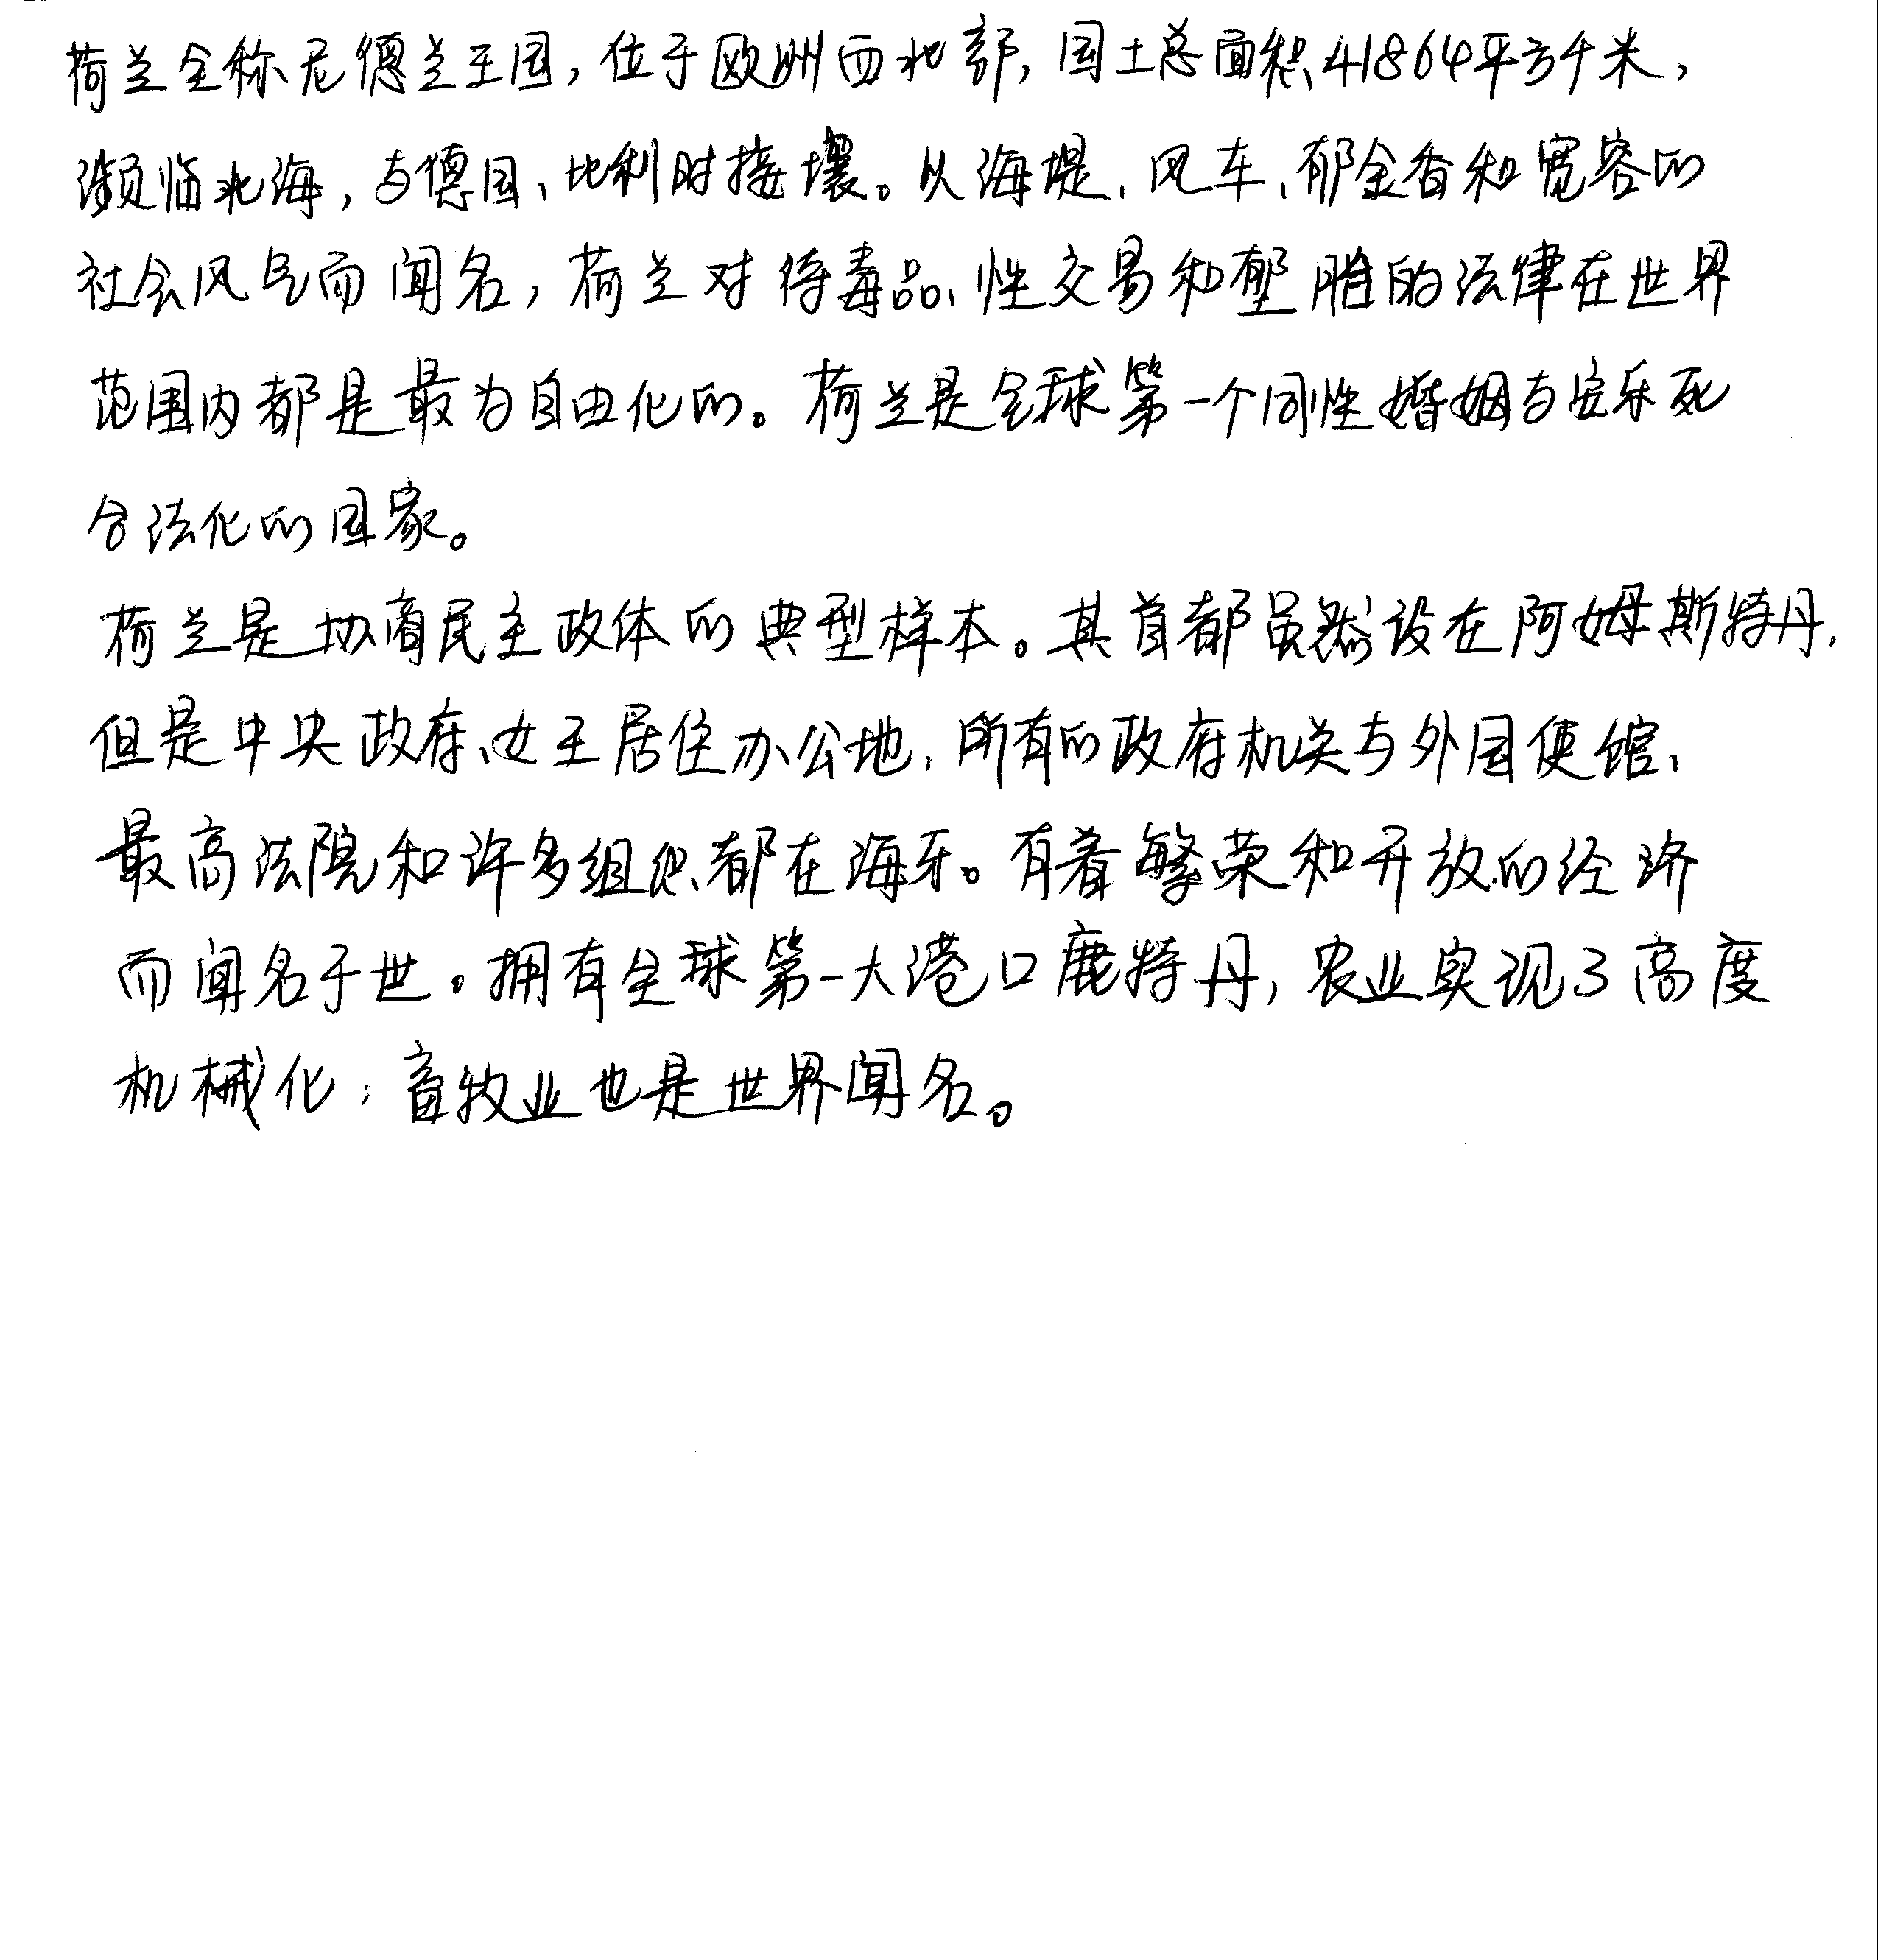 荷兰全称尼德兰王国，位于欧洲西北部，国土总面积41864平方千米，
濒临北海，与德国、比利时接壤。以海堤、风车、郁金香和宽容的
社会风气而闻名，荷兰对待毒品、性交易和堕胎的法律在世界
范围内都是最为自由化的。荷兰是全球第一个同性婚姻与安乐死
合法化的国家。
荷兰是协商民主政体的典型样本。其首都虽然设在阿姆斯特丹，
但是中央政府、女王居住办公地，所有的政府机关与外国使馆、
最高法院和许多组织都在海牙。有着繁荣和开放的经济
而闻名于世。拥有全球第一大港口鹿特丹，农业实现了高度
机械化；畜牧业也是世界闻名。